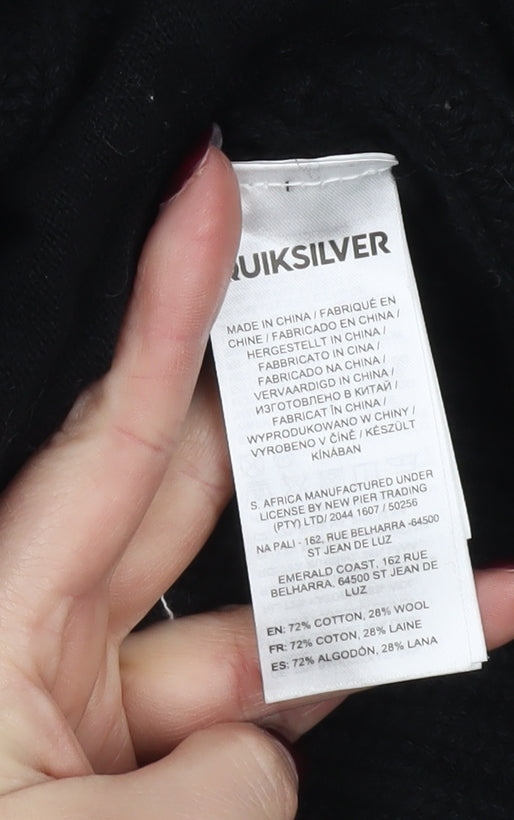 QUIKSILVER
MADE IN CHINA / FABRIQUÉ EN
CHINE / FABRICADO EN CHINA /
HERGESTELLT IN CHINA /
FABBRICATO IN CINA /
FABRICADO NA CHINA /
VERVAARDIGD IN CHINA /
ИЗГОТОВЛЕНО В КИТАЙ /
FABRICAT ÎN CHINA /
WYPRODUKOWANO W CHINY /
VYROBENO V ČÍNĚ / KÉSZÜLT
KÍNÁBAN
S. AFRICA MANUFACTURED UNDER
LICENSE BY NEW PIER TRADING
(PTY) LTD/ 2044 1607 / 50256
NA PALI - 162, RUE BELHARRA -64500
ST JEAN DE LUZ
EMERALD COAST, 162 RUE
BELHARRA, 64500 ST JEAN DE
LUZ
EN: 72% COTTON, 28% WOOL
FR: 72% COTON, 28% LAINE
ES: 72% ALGODÓN, 28% LANA